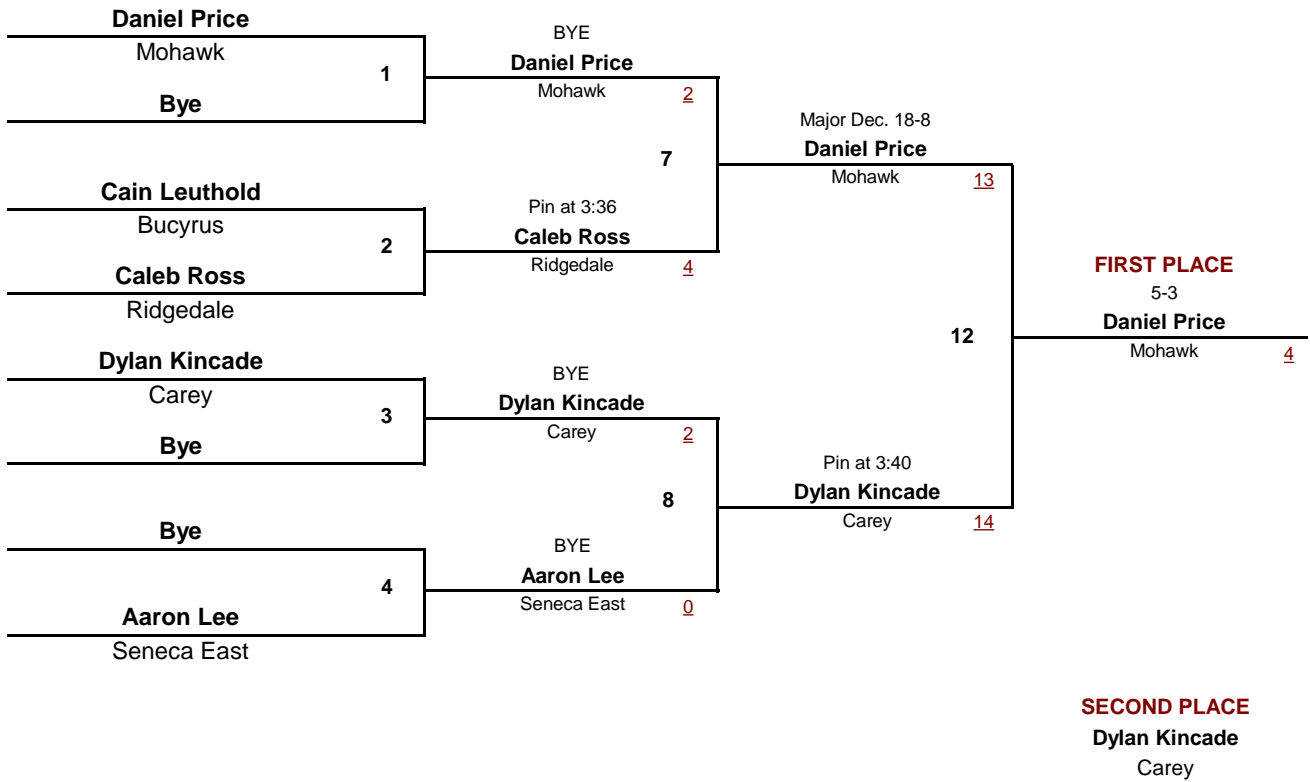 Daniel Price
Mohawk
1
Bye
BYE
Daniel Price
Mohawk
2
Cain Leuthold
Bucyrus
2
Caleb Ross
Ridgedale
Pin at 3:36
Caleb Ross
Ridgedale
4
7
Major Dec. 18-8
Daniel Price
Mohawk
13
Dylan Kincade
Carey
3
Bye
BYE
Dylan Kincade
Carey
2
Bye
4
Aaron Lee
Seneca East
BYE
Aaron Lee
Seneca East
0
8
Pin at 3:40
Dylan Kincade
Carey
14
12
FIRST PLACE
5-3
Daniel Price
Mohawk
4
SECOND PLACE
Dylan Kincade
Carey